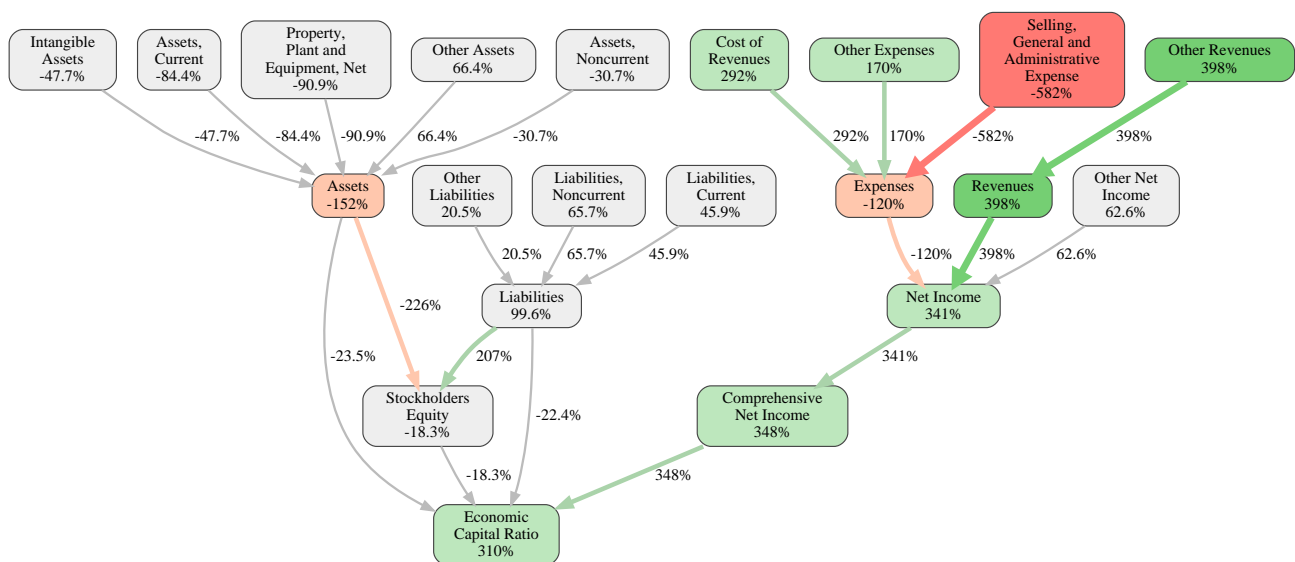 Intangible
Assets
-47.7%
Assets,
Current
-84.4%
Property,
Plant and
Equipment, Net
-90.9%
Other Assets
66.4%
Assets,
Noncurrent
-30.7%
Cost of
Revenues
292%
Other Expenses
170%
Selling,
General and
Administrative
Expense
-582%
Other Revenues
398%
-47.7%
-84.4%
-90.9%
66.4%
-30.7%
292%
170%
-582%
398%
Assets
-152%
Other
Liabilities
20.5%
Liabilities,
Noncurrent
65.7%
Liabilities,
Current
45.9%
Expenses
-120%
Revenues
398%
Other Net
Income
62.6%
20.5%
65.7%
45.9%
-120%
398%
62.6%
-226%
Liabilities
99.6%
Net Income
341%
-23.5%
207%
341%
Stockholders
Equity
-18.3%
-22.4%
Comprehensive
Net Income
348%
-18.3%
348%
Economic
Capital Ratio
310%